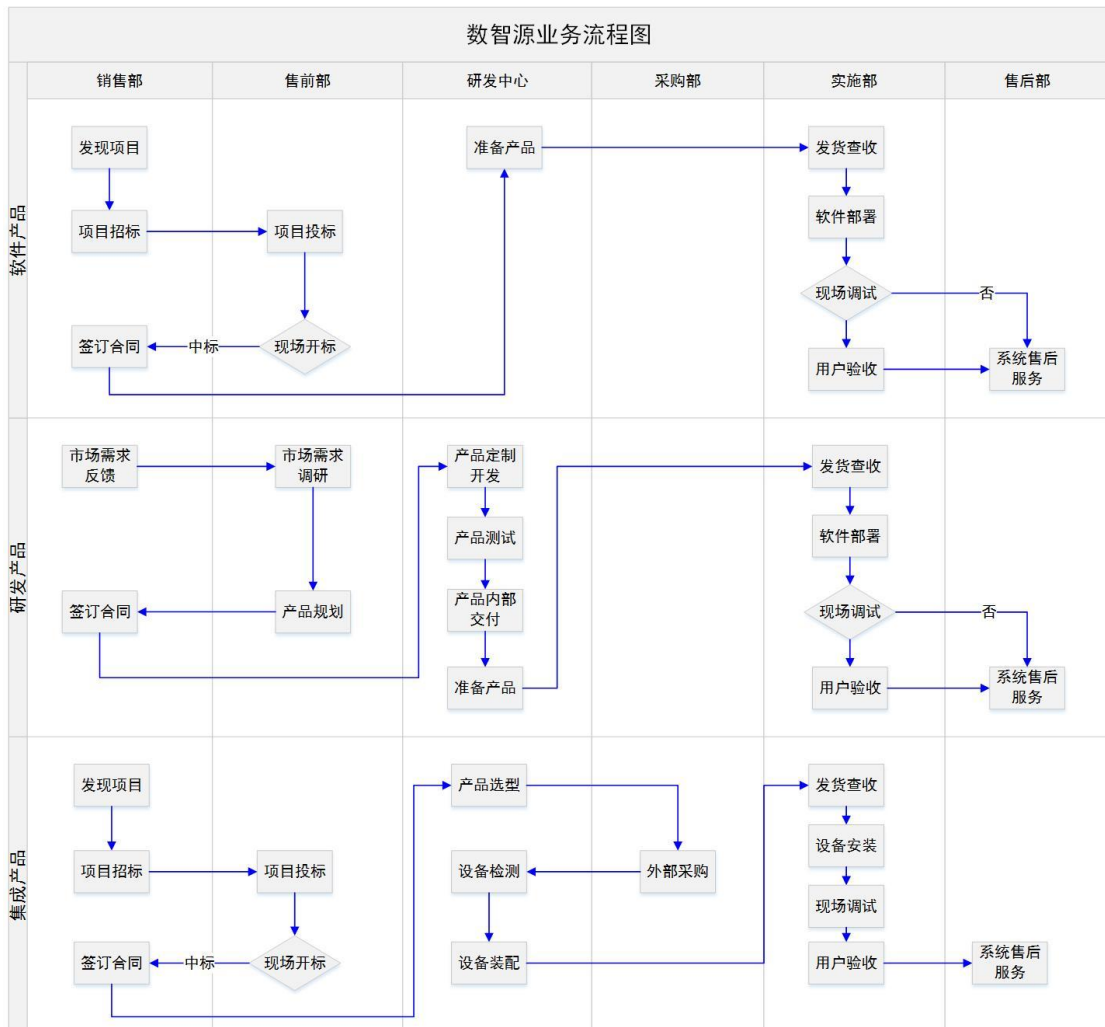 数智源业务流程图
销售部
售前部
研发中心
采购部
实施部
售后部
软件产品
发现项目
准备产品
发货查收
项目招标
项目投标
软件部署
现场调试
否
签订合同
中标
现场开标
用户验收
系统售后
服务
研发产品
市场需求
反馈
市场需求
调研
产品定制
开发
发货查收
产品测试
软件部署
签订合同
产品规划
产品内部
交付
现场调试
否
准备产品
用户验收
系统售后
服务
集成产品
发现项目
产品选型
发货查收
设备安装
项目招标
项目投标
设备检测
外部采购
现场调试
签订合同
中标
现场开标
设备装配
用户验收
系统售后
服务